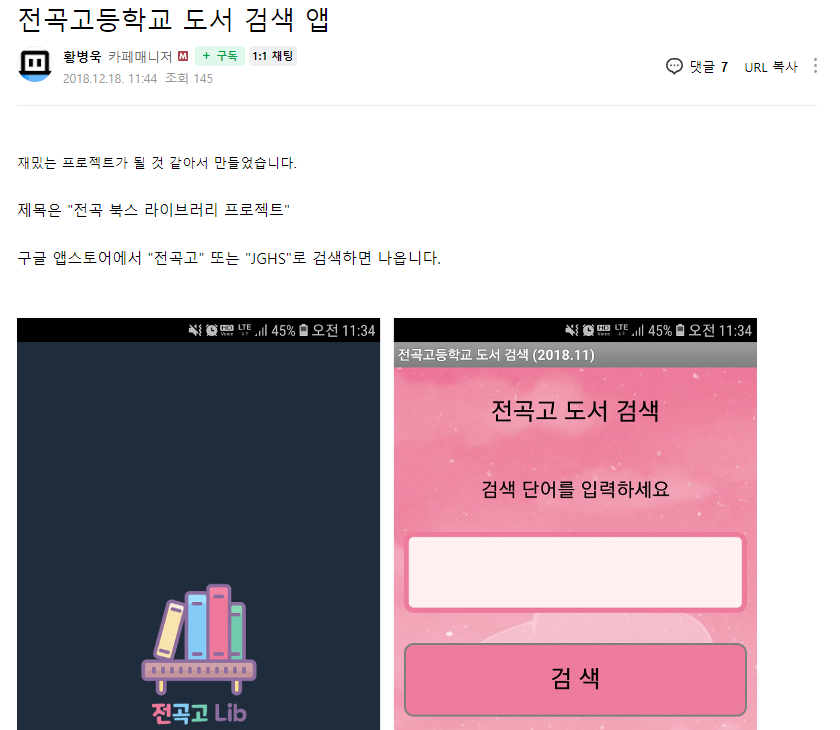 전곡고등학교 도서 검색 앱
황병욱 카페매니저 M + 구독 1:1 채팅
2018.12.18. 11:44 조회 145
댓글 7 URL 복사
재밌는 프로젝트가 될 것 같아서 만들었습니다.
제목은 "전곡 북스 라이브러리 프로젝트"
구글 앱스토어에서 "전곡고" 또는 "JGHS"로 검색하면 나옵니다.
HD Voice LTE 45% 오전 11:34
전곡고 Lib
HD Voice LTE 45% 오전 11:34
전곡고등학교 도서 검색 (2018.11)
전곡고 도서 검색
검색 단어를 입력하세요
검 색